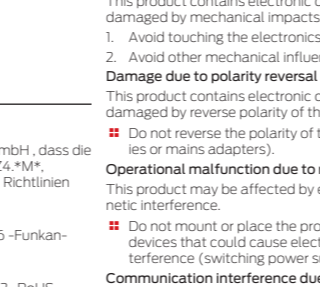 mbH , dass die
Z4.*M*,
Richtlinien
6 -Funkan-
This product contains electronic
damaged by mechanical impacts
1. Avoid touching the electronics
2. Avoid other mechanical influen
Damage due to polarity reversal
This product contains electronic c
damaged by reverse polarity of th
Do not reverse the polarity of t
ies or mains adapters).
Operational malfunction due to r
This product may be affected by e
netic interference.
Do not mount or place the pro
devices that could cause elect
terference (switching power su
Communication interference due